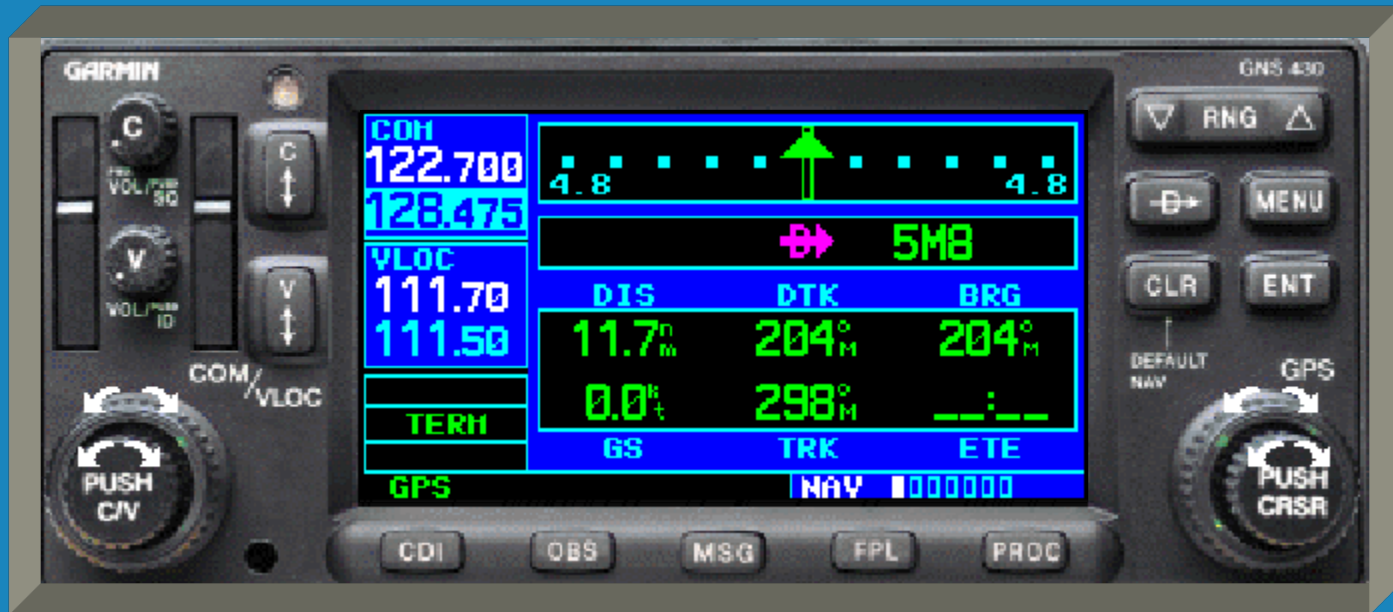 GARMIN
GNS 430
C
VOL/
SQ
C
V
VOL/
ID
V
COM/VLOC
PUSH
C/V
COM
122.700
128.475
VLOC
111.70
111.50
TERM
GPS
4.8 4.8
D 5M8
DIS DTK BRG
11.7nm 204°M 204°M
0.0kt 298°M __:__
GS TRK ETE
NAV
CDI OBS MSG FPL PROC
RNG
D MENU
CLR ENT
DEFAULT
NAV
GPS
PUSH
CRSR